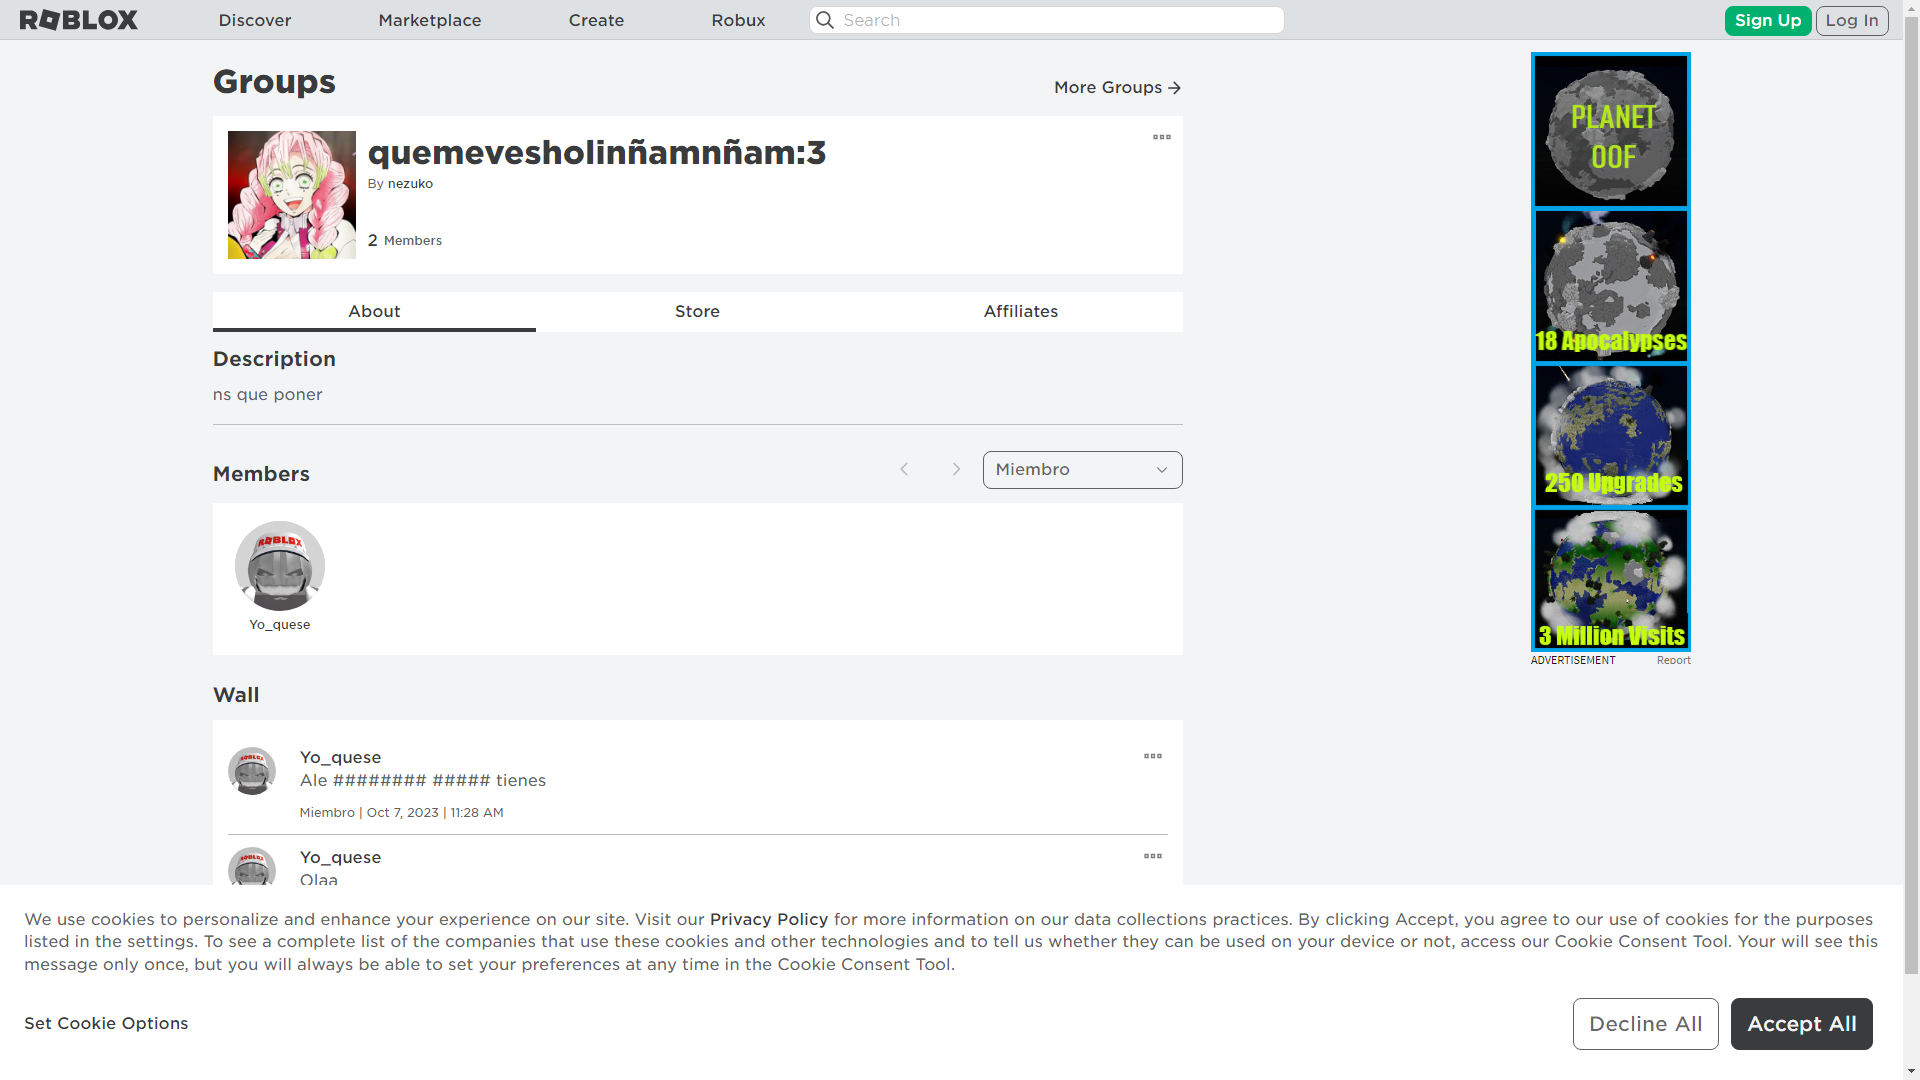 ROBLOX
Discover
Marketplace
Create
Robux
Search
Sign Up
Log In
Groups
More Groups
quemevesholinñamnñam:3
By nezuko
2 Members
About
Store
Affiliates
Description
ns que poner
Members
Miembro
ROBLOX
Yo_quese
Wall
ROBLOX
Yo_quese
Ale ######## ##### tienes
Miembro | Oct 7, 2023 | 11:28 AM
ROBLOX
Yo_quese
Olaa
PLANET
OOF
18 Apocalypses
250 Upgrades
3 Million Visits
ADVERTISEMENT
Report
We use cookies to personalize and enhance your experience on our site. Visit our Privacy Policy for more information on our data collections practices. By clicking Accept, you agree to our use of cookies for the purposes
listed in the settings. To see a complete list of the companies that use these cookies and other technologies and to tell us whether they can be used on your device or not, access our Cookie Consent Tool. Your will see this
message only once, but you will always be able to set your preferences at any time in the Cookie Consent Tool.
Set Cookie Options
Decline All
Accept All